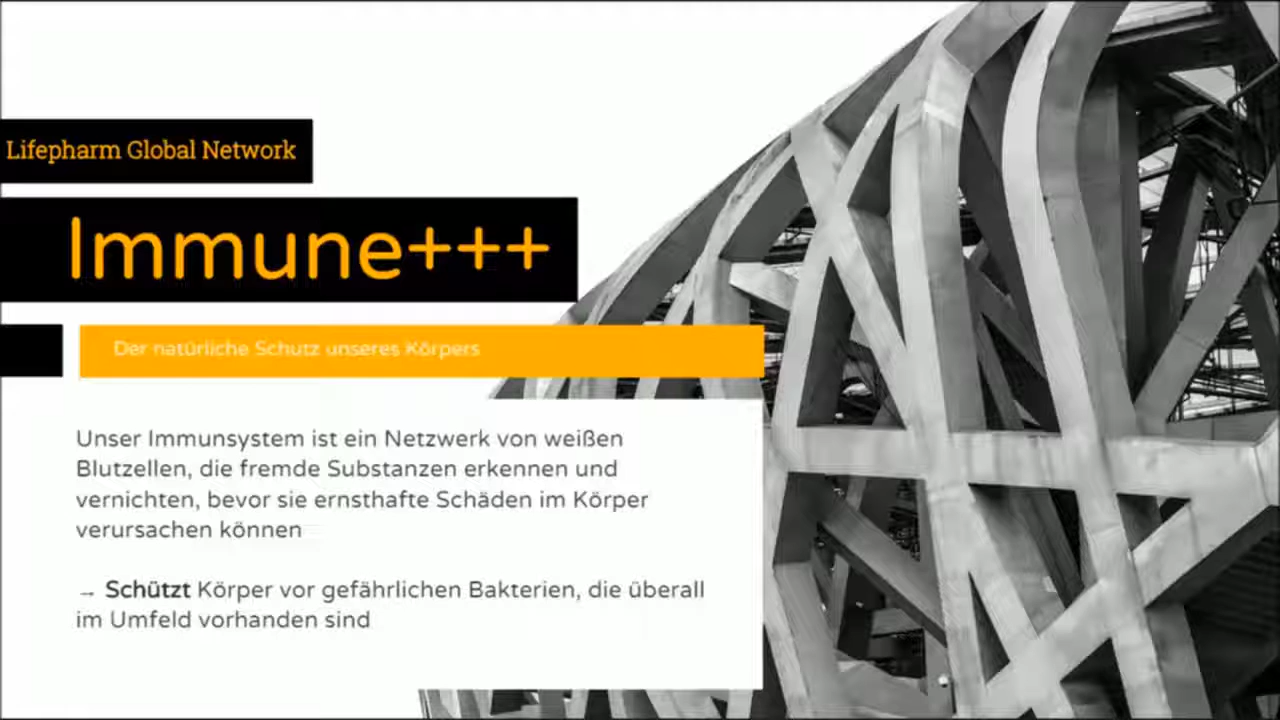 Lifepharm Global Network
Immune+++
Der natürliche Schutz unseres Körpers
Unser Immunsystem ist ein Netzwerk von weißen
Blutzellen, die fremde Substanzen erkennen und
vernichten, bevor sie ernsthafte Schäden im Körper
verursachen können
→ Schützt Körper vor gefährlichen Bakterien, die überall
im Umfeld vorhanden sind